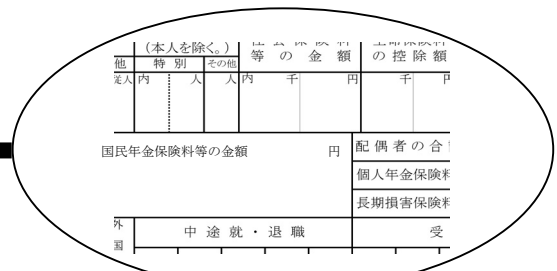 （本人を除く。）
等の金額
の控除額
他 特別 その他
従人 内 人 人 内 千 円 千 円
国民年金保険料等の金額 円
配偶者の合
個人年金保険料
長期損害保険料
外 中途就・退職 受
国